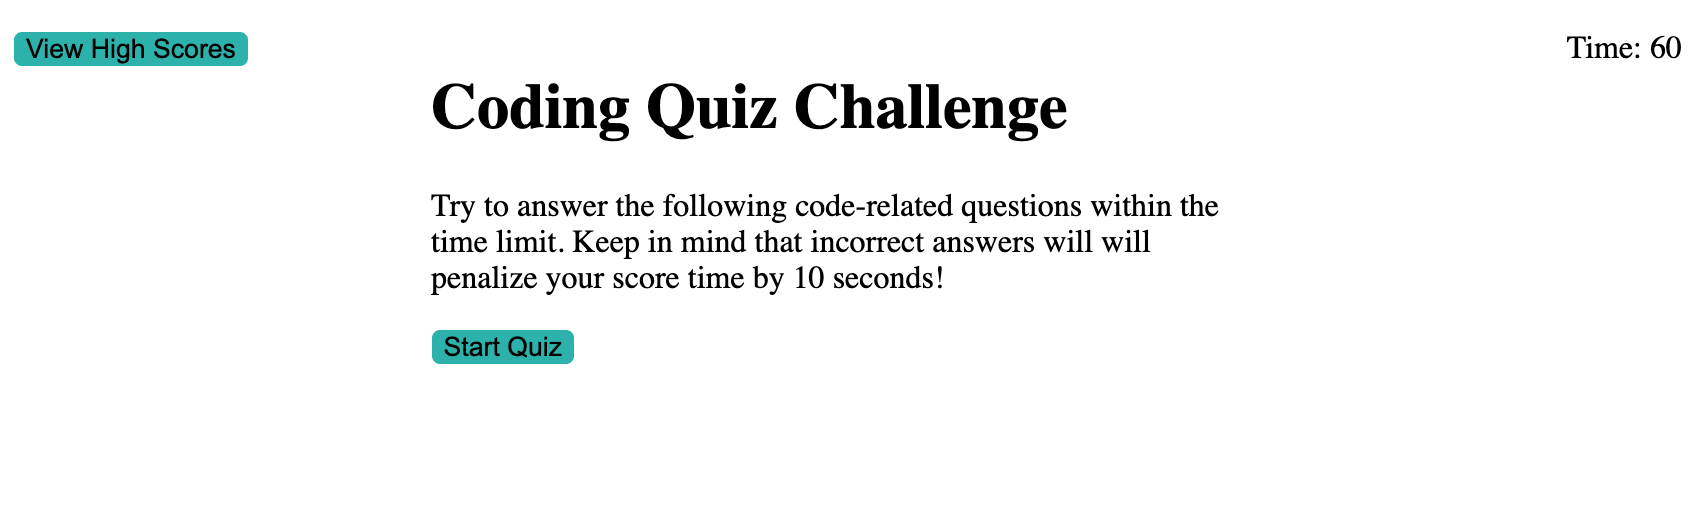 View High Scores
Time: 60
Coding Quiz Challenge
Try to answer the following code-related questions within the
time limit. Keep in mind that incorrect answers will will
penalize your score time by 10 seconds!
Start Quiz